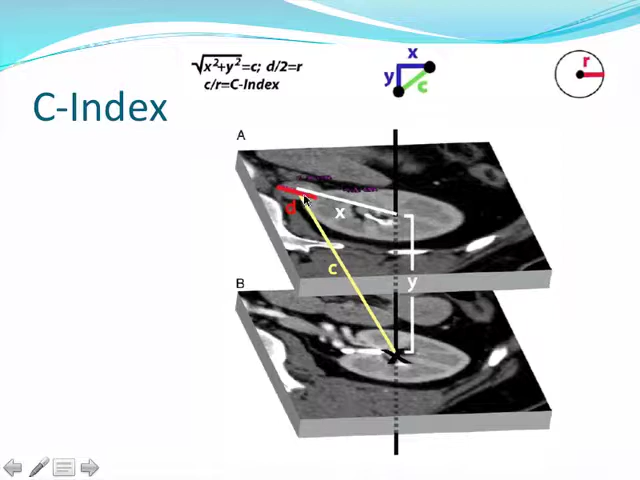 √x²+y²=c; d/2=r
c/r=C-Index
x
y
c
r
C-Index
A
d
x
c
y
B